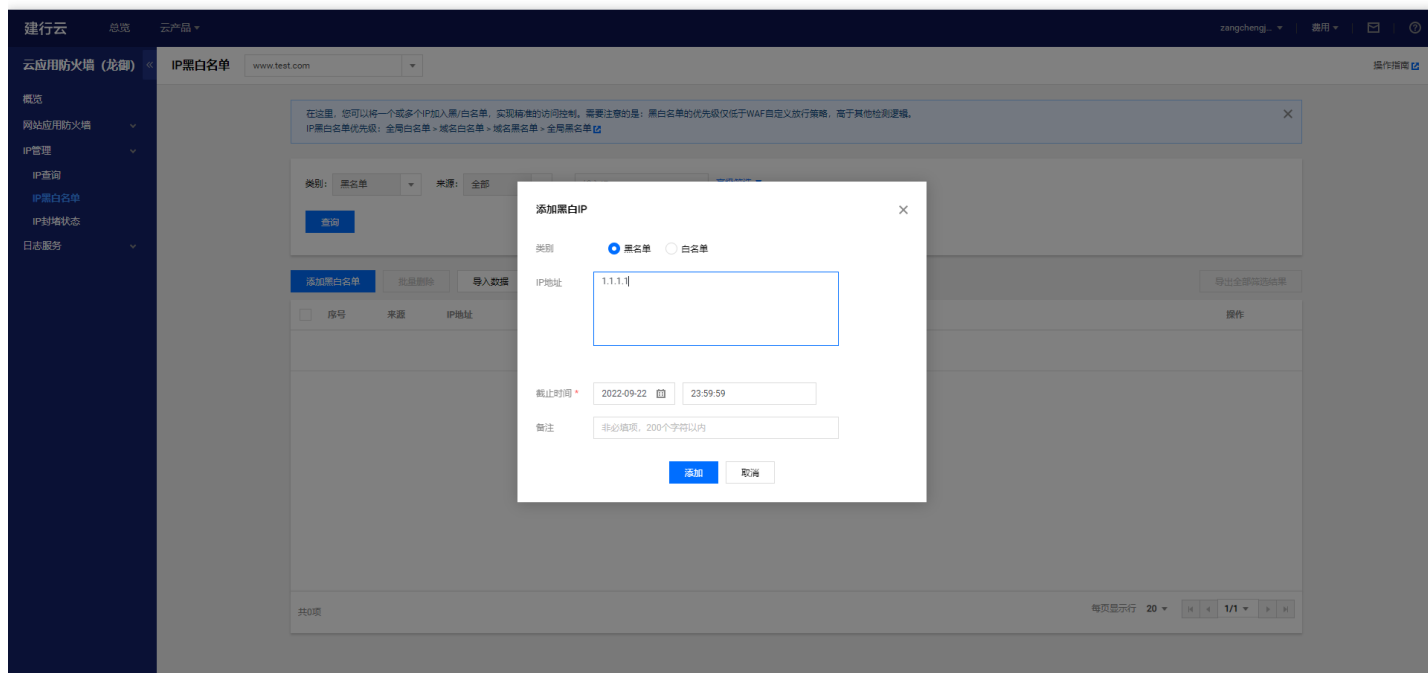 建行云 总览 云产品 zangchengj... 费用
云应用防火墙（龙御） « IP黑白名单 www.test.com 操作指南
概览
网站应用防火墙
IP管理
IP查询
IP黑白名单
IP封堵状态
日志服务
在这里，您可以将一个或多个IP加入黑/白名单，实现精准的访问控制。需要注意的是：黑白名单的优先级仅低于WAF自定义放行策略，高于其他检测逻辑。
IP黑白名单优先级：全局白名单 > 域名白名单 > 域名黑名单 > 全局黑名单
类别: 黑名单 来源: 全部
查询
添加黑白名单 批量删除 导入数据 导出全部筛选结果
序号 来源 IP地址 操作
添加黑白IP
类别 黑名单 白名单
IP地址 1.1.1.1
截止时间 * 2022-09-22 23:59:59
备注 非必填项，200个字符以内
添加 取消
共0项 每页显示行 20 1/1